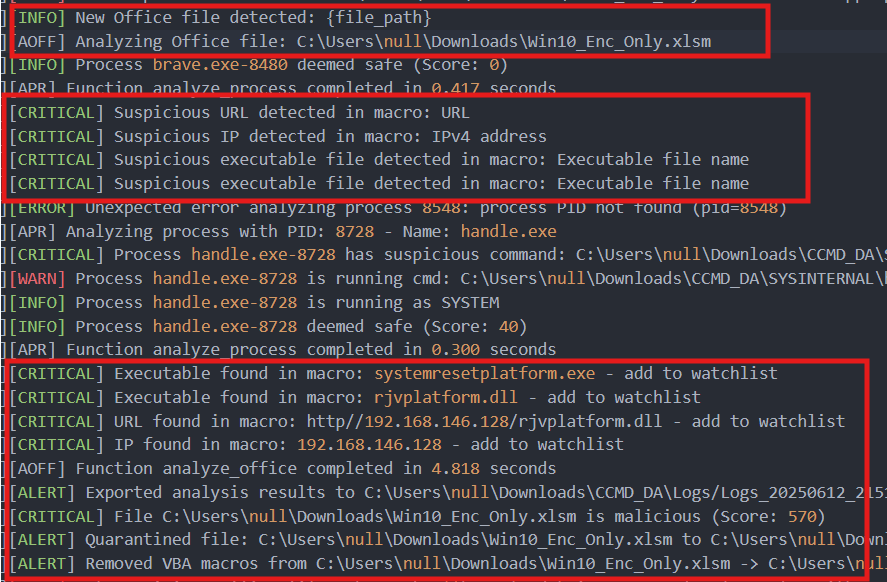 ][INFO] New Office file detected: {file_path}
[AOFF] Analyzing Office file: C:\Users\null\Downloads\Win10_Enc_Only.xlsm
][INFO] Process brave.exe-8480 deemed safe (Score: 0)
][APR] Function analyze_process completed in 0.417 seconds
[CRITICAL] Suspicious URL detected in macro: URL
[CRITICAL] Suspicious IP detected in macro: IPv4 address
[CRITICAL] Suspicious executable file detected in macro: Executable file name
[CRITICAL] Suspicious executable file detected in macro: Executable file name
][ERROR] Unexpected error analyzing process 8548: process PID not found (pid=8548)
][APR] Analyzing process with PID: 8728 - Name: handle.exe
][CRITICAL] Process handle.exe-8728 has suspicious command: C:\Users\null\Downloads\CCMD_DA\S
][WARN] Process handle.exe-8728 is running cmd: C:\Users\null\Downloads\CCMD_DA\SYSINTERNAL\
][INFO] Process handle.exe-8728 is running as SYSTEM
][INFO] Process handle.exe-8728 deemed safe (Score: 40)
][APR] Function analyze_process completed in 0.300 seconds
][CRITICAL] Executable found in macro: systemresetplatform.exe - add to watchlist
][CRITICAL] Executable found in macro: rjvplatform.dll - add to watchlist
][CRITICAL] URL found in macro: http//192.168.146.128/rjvplatform.dll - add to watchlist
][CRITICAL] IP found in macro: 192.168.146.128 - add to watchlist
][AOFF] Function analyze_office completed in 4.818 seconds
][ALERT] Exported analysis results to C:\Users\null\Downloads\CCMD_DA\Logs/Logs_20250612_215
][CRITICAL] File C:\Users\null\Downloads\Win10_Enc_Only.xlsm is malicious (Score: 570)
][ALERT] Quarantined file: C:\Users\null\Downloads\Win10_Enc_Only.xlsm to C:\Users\null\Down
][ALERT] Removed VBA macros from C:\Users\null\Downloads\Win10_Enc_Only.xlsm -> C:\Users\nul